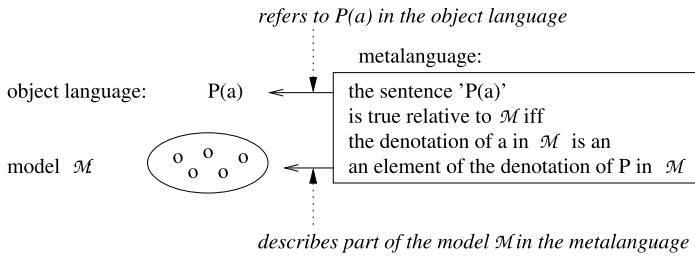 refers to P(a) in the object language
metalanguage:
object language: P(a)
the sentence 'P(a)'
is true relative to ℳ iff
the denotation of a in ℳ is an
an element of the denotation of P in ℳ
model ℳ:
o o o
o o
describes part of the model ℳ in the metalanguage